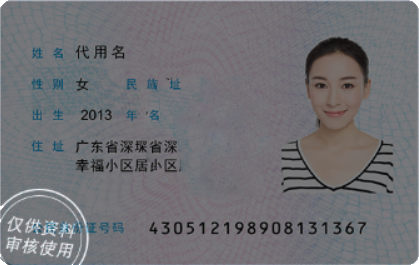 姓名 代用名
性别 女 民族 址
出生 2013 年 名
住址 广东省深琛省深
幸福小区居小区
证号码 430512198908131367
仅供资料
审核使用